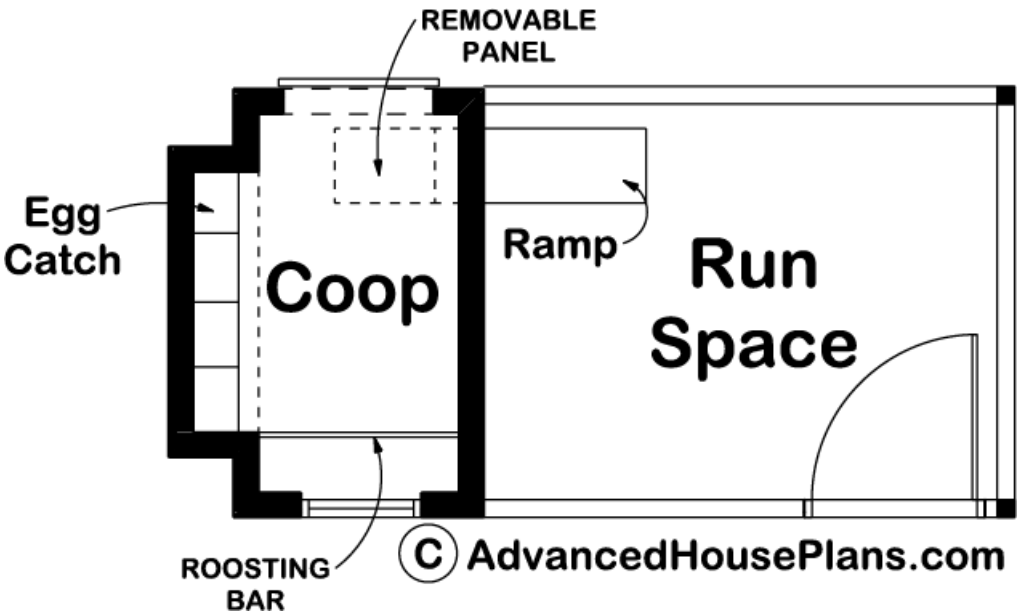 REMOVABLE
PANEL
Egg
Catch
Coop
Ramp
Run
Space
ROOSTING
BAR
© AdvancedHousePlans.com